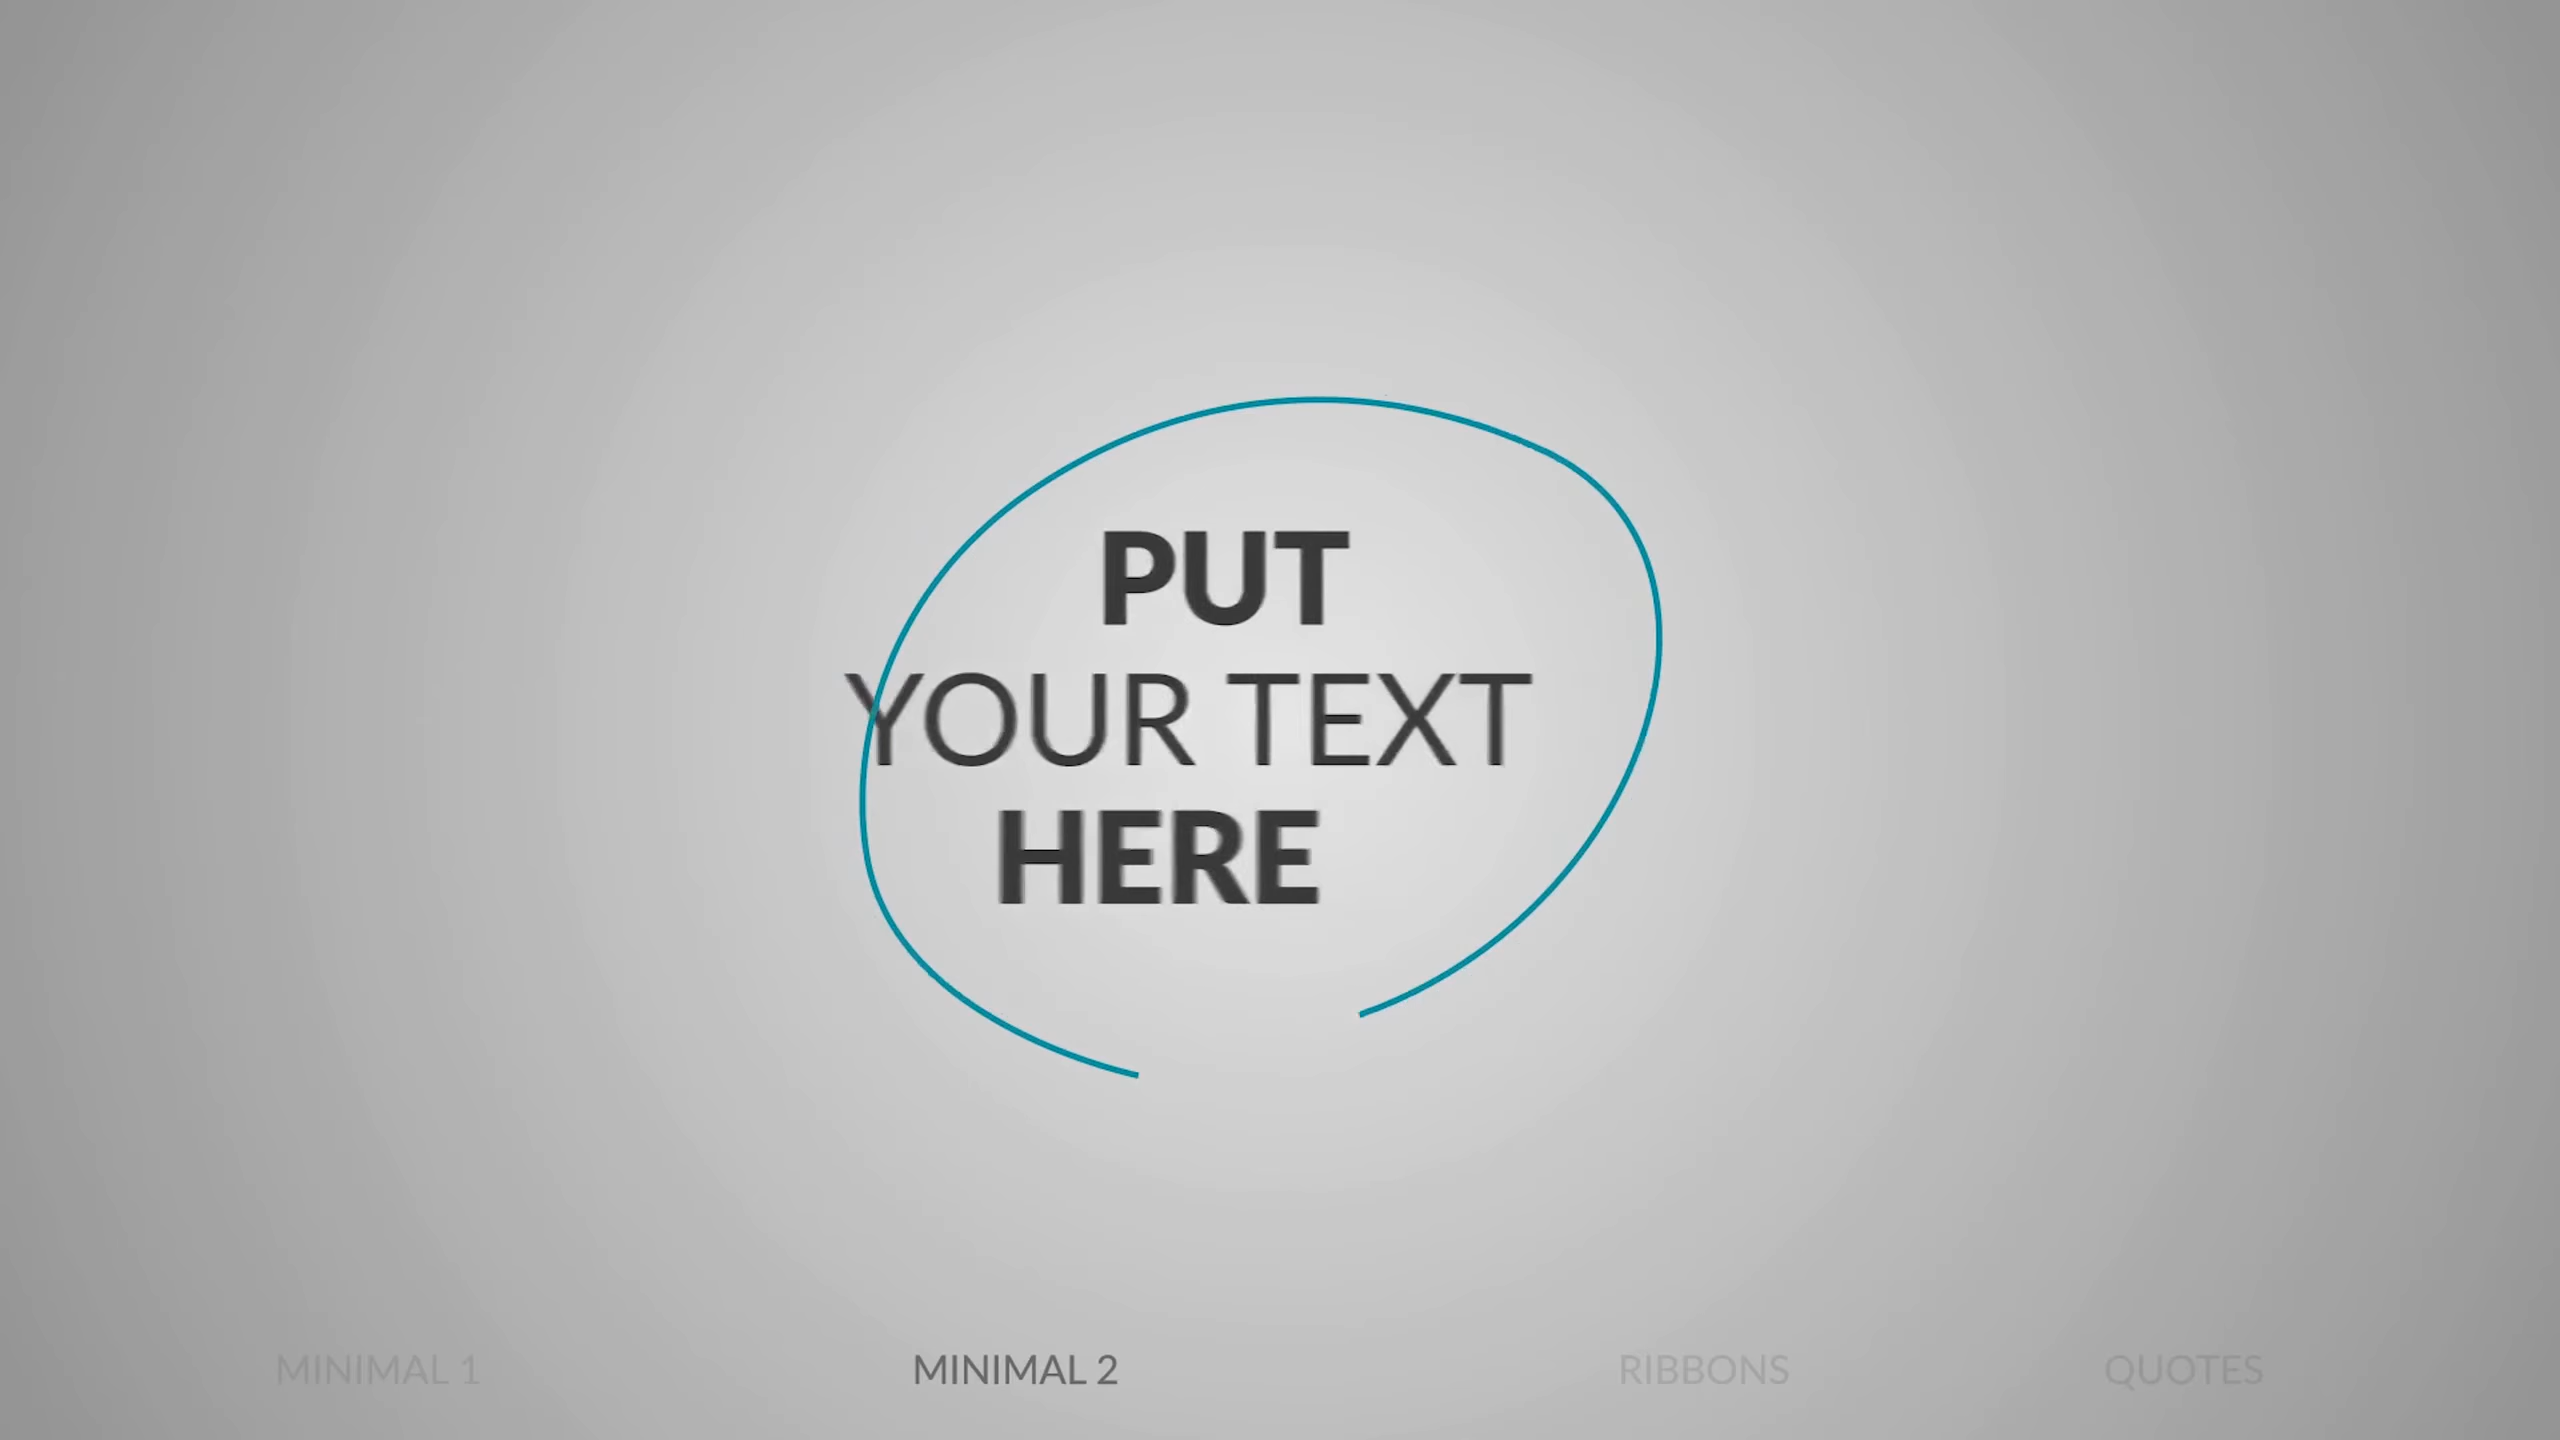 PUT
YOUR TEXT
HERE
MINIMAL 1
MINIMAL 2
RIBBONS
QUOTES